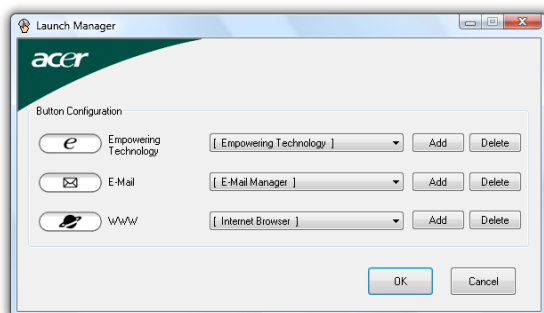 Launch Manager
acer
Button Configuration
e Empowering Technology [ Empowering Technology ] Add Delete
E-Mail [ E-Mail Manager ] Add Delete
WWW [ Internet Browser ] Add Delete
OK Cancel